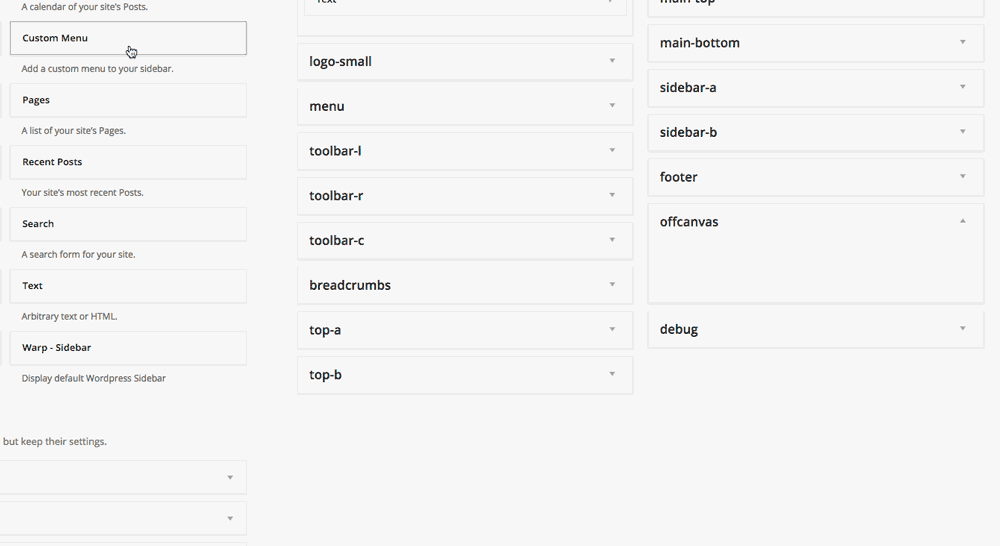 A calendar of your site's Posts.
Custom Menu
Add a custom menu to your sidebar.
Pages
A list of your site's Pages.
Recent Posts
Your site's most recent Posts.
Search
A search form for your site.
Text
Arbitrary text or HTML.
Warp - Sidebar
Display default Wordpress Sidebar
but keep their settings.
Text
logo-small
menu
toolbar-l
toolbar-r
toolbar-c
breadcrumbs
top-a
top-b
main-top
main-bottom
sidebar-a
sidebar-b
footer
offcanvas
debug